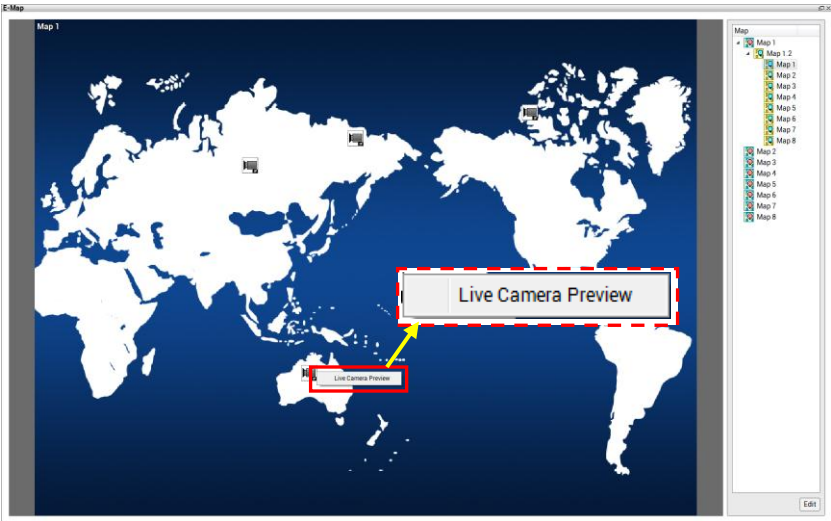 E-Map
Map 1
Map
Map 1
Map 1.2
Map 1
Map 2
Map 3
Map 4
Map 5
Map 6
Map 7
Map 8
Map 2
Map 3
Map 4
Map 5
Map 6
Map 7
Map 8
Live Camera Preview
Live Camera Preview
Edit